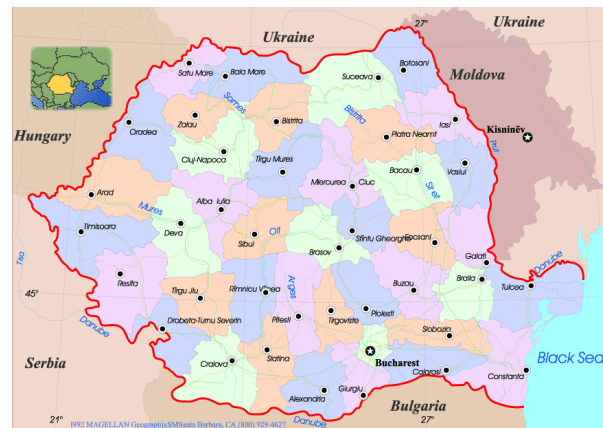 27°
Ukraine
Ukraine
Botosani
Satu Mare
Baia Mare
Suceava
Moldova
Somes
Bistrita
Hungary
Zalau
Bistrita
Iasi
Oradea
Piatra Neamt
Kisninĕv
Cluj-Napoca
Prut
Tirgu Mures
Bacau
Vaslui
Miercurea Ciuc
Siret
Arad
Alba Iulia
Mures
Timisoara
Deva
Sibui
Olt
Sfintu Gheorghe
Focsani
Brasov
Tisa
Galati
Danube
Resita
Arges
Buzau
Braila
Tulcea
45°
Tirgu Jiu
Rimnicu Vilcea
Danube
Drobeta-Turnu Severin
Pitesti
Tirgoviste
Ploiesti
Slobozia
Slatina
Bucharest
Black Sea
Serbia
Craiova
Calarasi
Constanta
Alexandria
Giurgiu
Bulgaria
21°
1992 MAGELLAN GeographixSMSanta Barbara, CA (800) 929-4627
Danube
27°